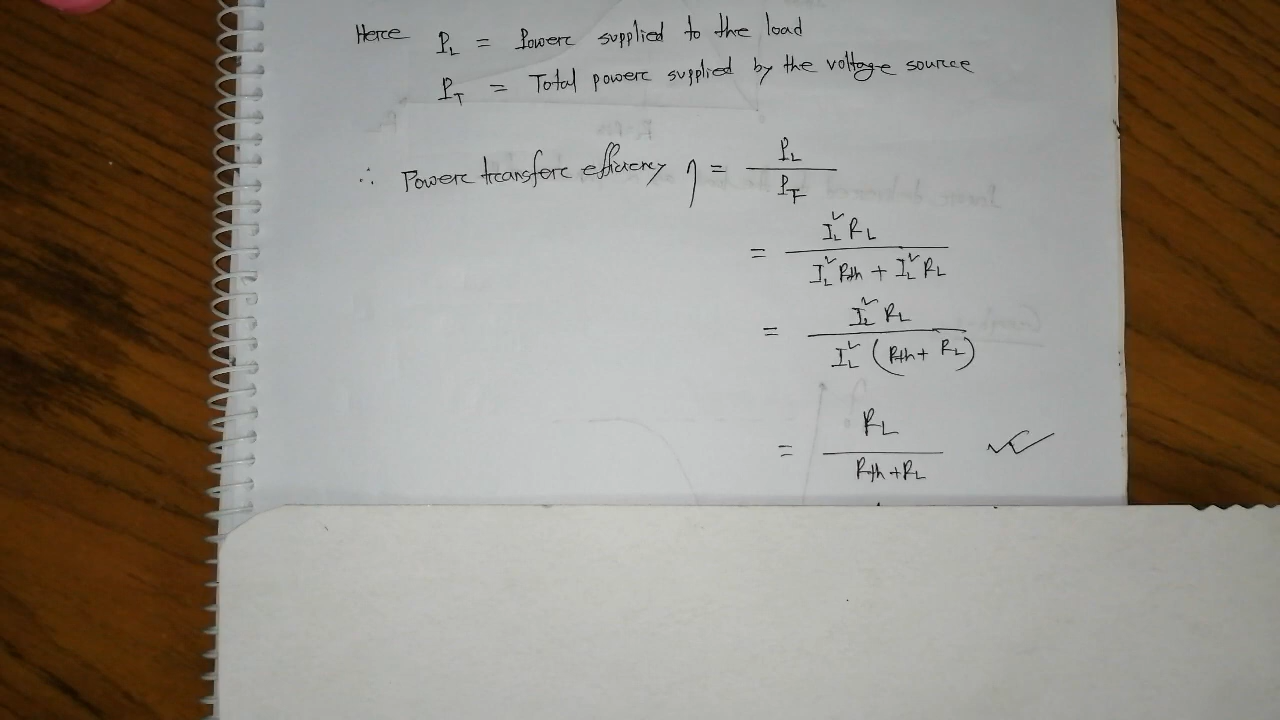 Here P_L = Power supplied to the load
P_T = Total power supplied by the voltage source
∴ Power transfer efficiency η = P_L / P_T
= I_L² R_L / I_L² Rth + I_L² R_L
= I_L² R_L / I_L² (Rth + R_L)
= R_L / Rth + R_L ✓